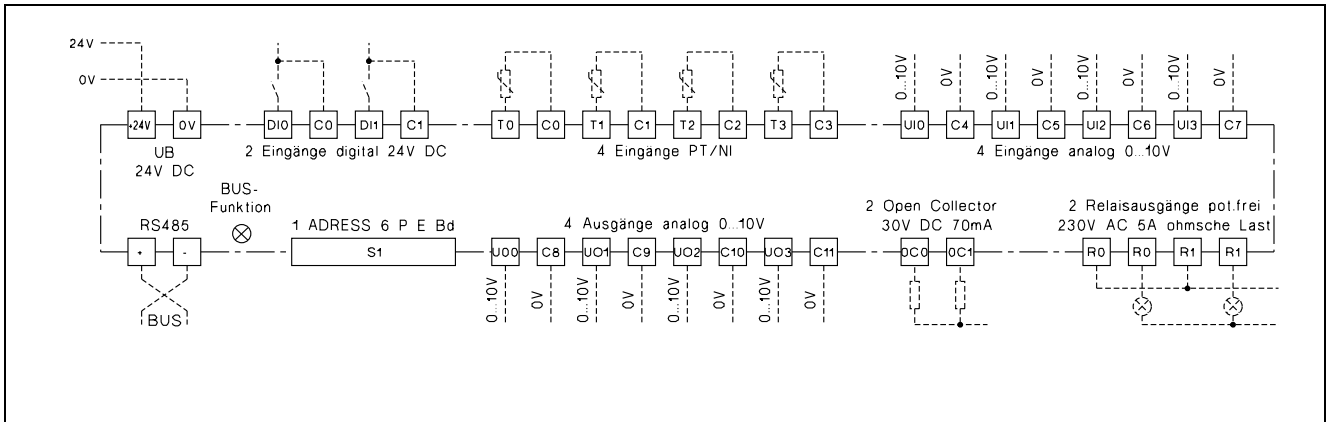 24V
0V
0...10V 0V 0...10V 0V 0...10V 0V 0...10V 0V
+24V 0V DI0 C0 DI1 C1 T0 C0 T1 C1 T2 C2 T3 C3 UI0 C4 UI1 C5 UI2 C6 UI3 C7
UB
24V DC
2 Eingänge digital 24V DC
4 Eingänge PT/NI
4 Eingänge analog 0...10V
BUS-
Funktion
RS485
1 ADRESS 6 P E Bd
4 Ausgänge analog 0...10V
2 Open Collector
30V DC 70mA
2 Relaisausgänge pot.frei
230V AC 5A ohmsche Last
+ - S1 UO0 C8 UO1 C9 UO2 C10 UO3 C11 OC0 OC1 R0 R0 R1 R1
0...10V 0V 0...10V 0V 0...10V 0V 0...10V 0V
BUS